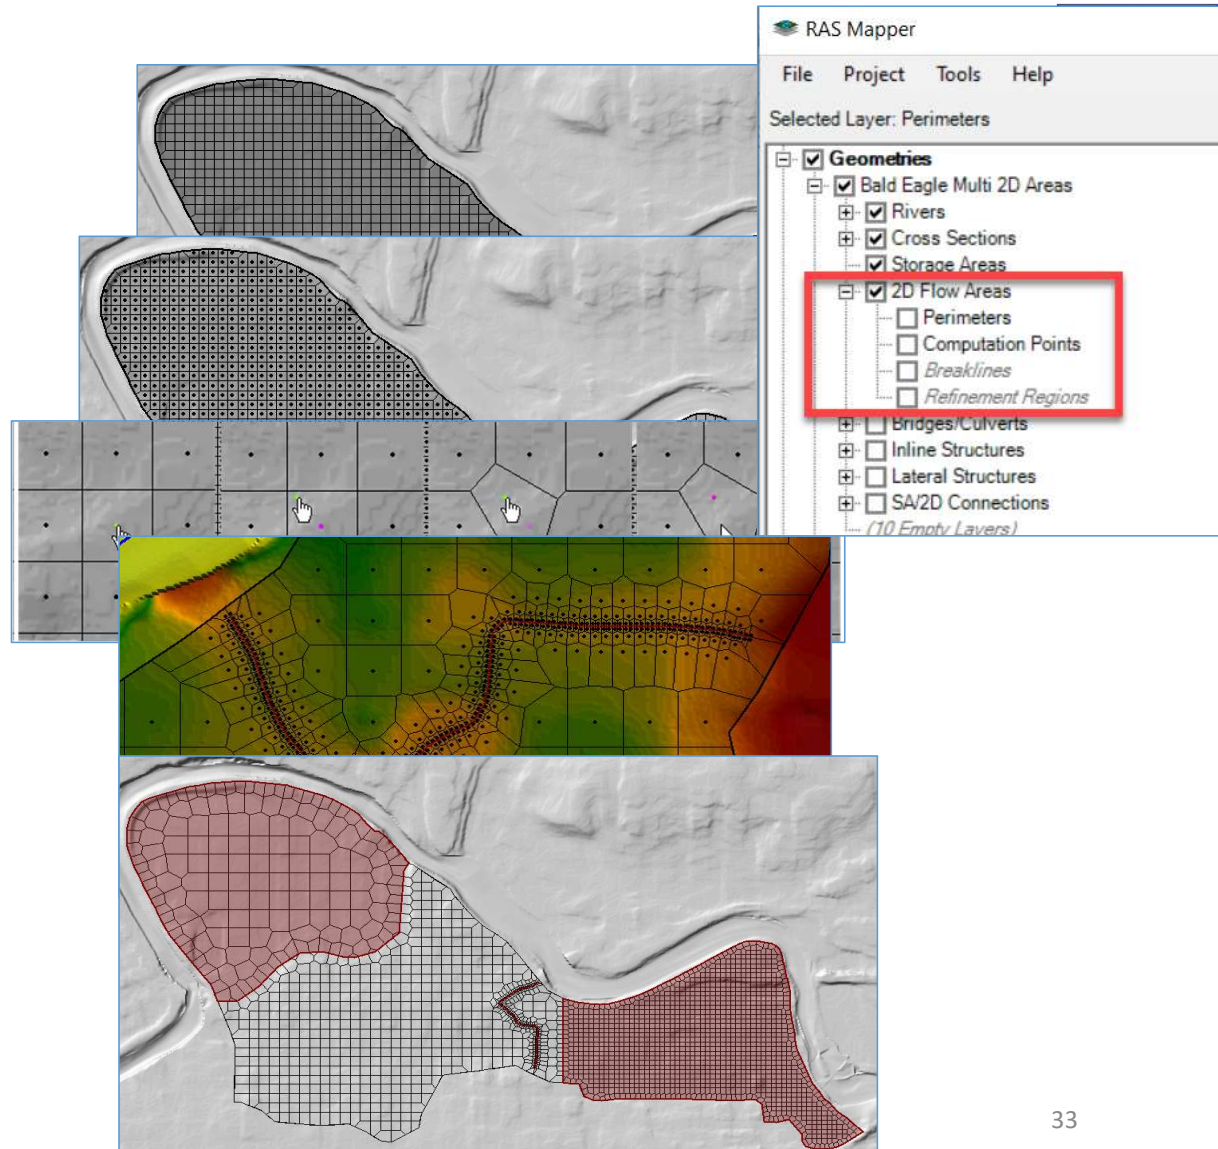 RAS Mapper
File Project Tools Help
Selected Layer: Perimeters
Geometries
Bald Eagle Multi 2D Areas
Rivers
Cross Sections
Storage Areas
2D Flow Areas
Perimeters
Computation Points
Breaklines
Refinement Regions
Bridges/Culverts
Inline Structures
Lateral Structures
SA/2D Connections
(10 Empty Layers)
33